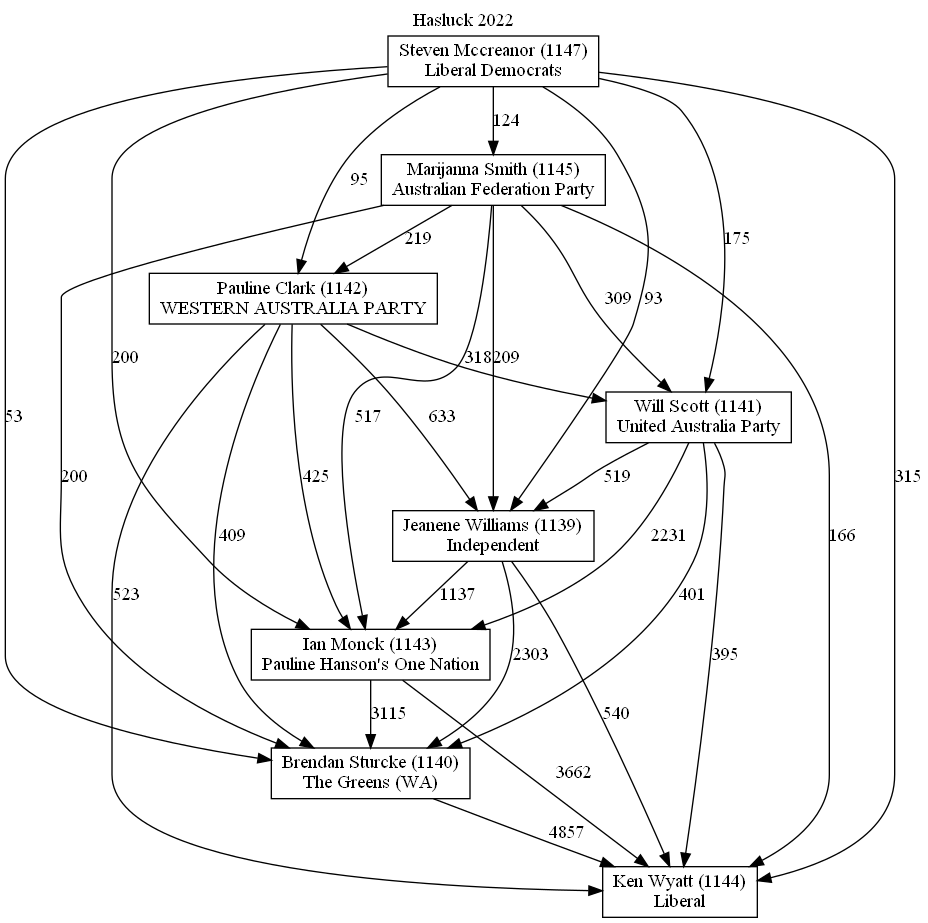 Hasluck 2022
Steven Mccreanor (1147)
Liberal Democrats
124
Marijanna Smith (1145)
Australian Federation Party
95
219
175
Pauline Clark (1142)
WESTERN AUSTRALIA PARTY
309
93
200
318
209
Will Scott (1141)
United Australia Party
53
517
633
200
425
519
166
315
Jeanene Williams (1139)
Independent
409
2231
523
1137
401
Ian Monck (1143)
Pauline Hanson's One Nation
2303
395
3115
540
Brendan Sturcke (1140)
The Greens (WA)
3662
4857
Ken Wyatt (1144)
Liberal